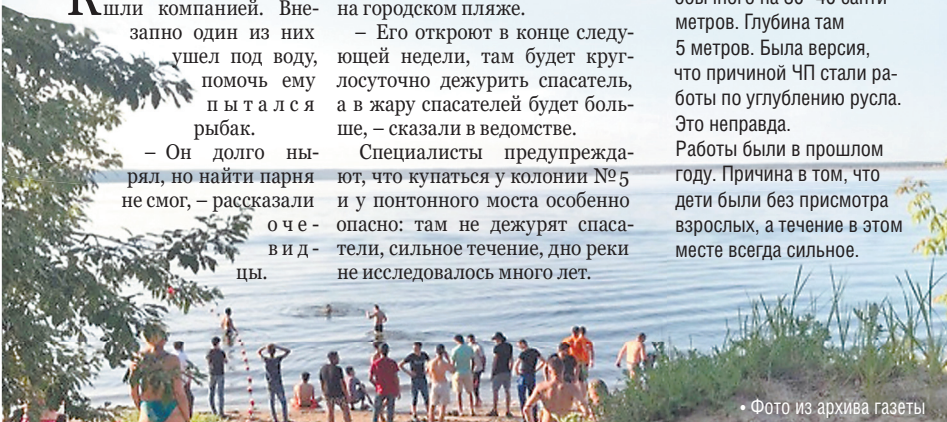 шли компанией. Вне-
запно один из них
ушел под воду,
помочь ему
пытался
рыбак.
– Он долго ны-
рял, но найти парня
не смог, – рассказали
оче-
вид-
цы.
на городском пляже.
– Его откроют в конце следу-
ющей недели, там будет круг-
лосуточно дежурить спасатель,
а в жару спасателей будет боль-
ше, – сказали в ведомстве.
Специалисты предупрежда-
ют, что купаться у колонии №5
и у понтонного моста особенно
опасно: там не дежурят спаса-
тели, сильное течение, дно реки
не исследовалось много лет.
метров. Глубина там
5 метров. Была версия,
что причиной ЧП стали ра-
боты по углублению русла.
Это неправда.
Работы были в прошлом
году. Причина в том, что
дети были без присмотра
взрослых, а течение в этом
месте всегда сильное.
• Фото из архива газеты